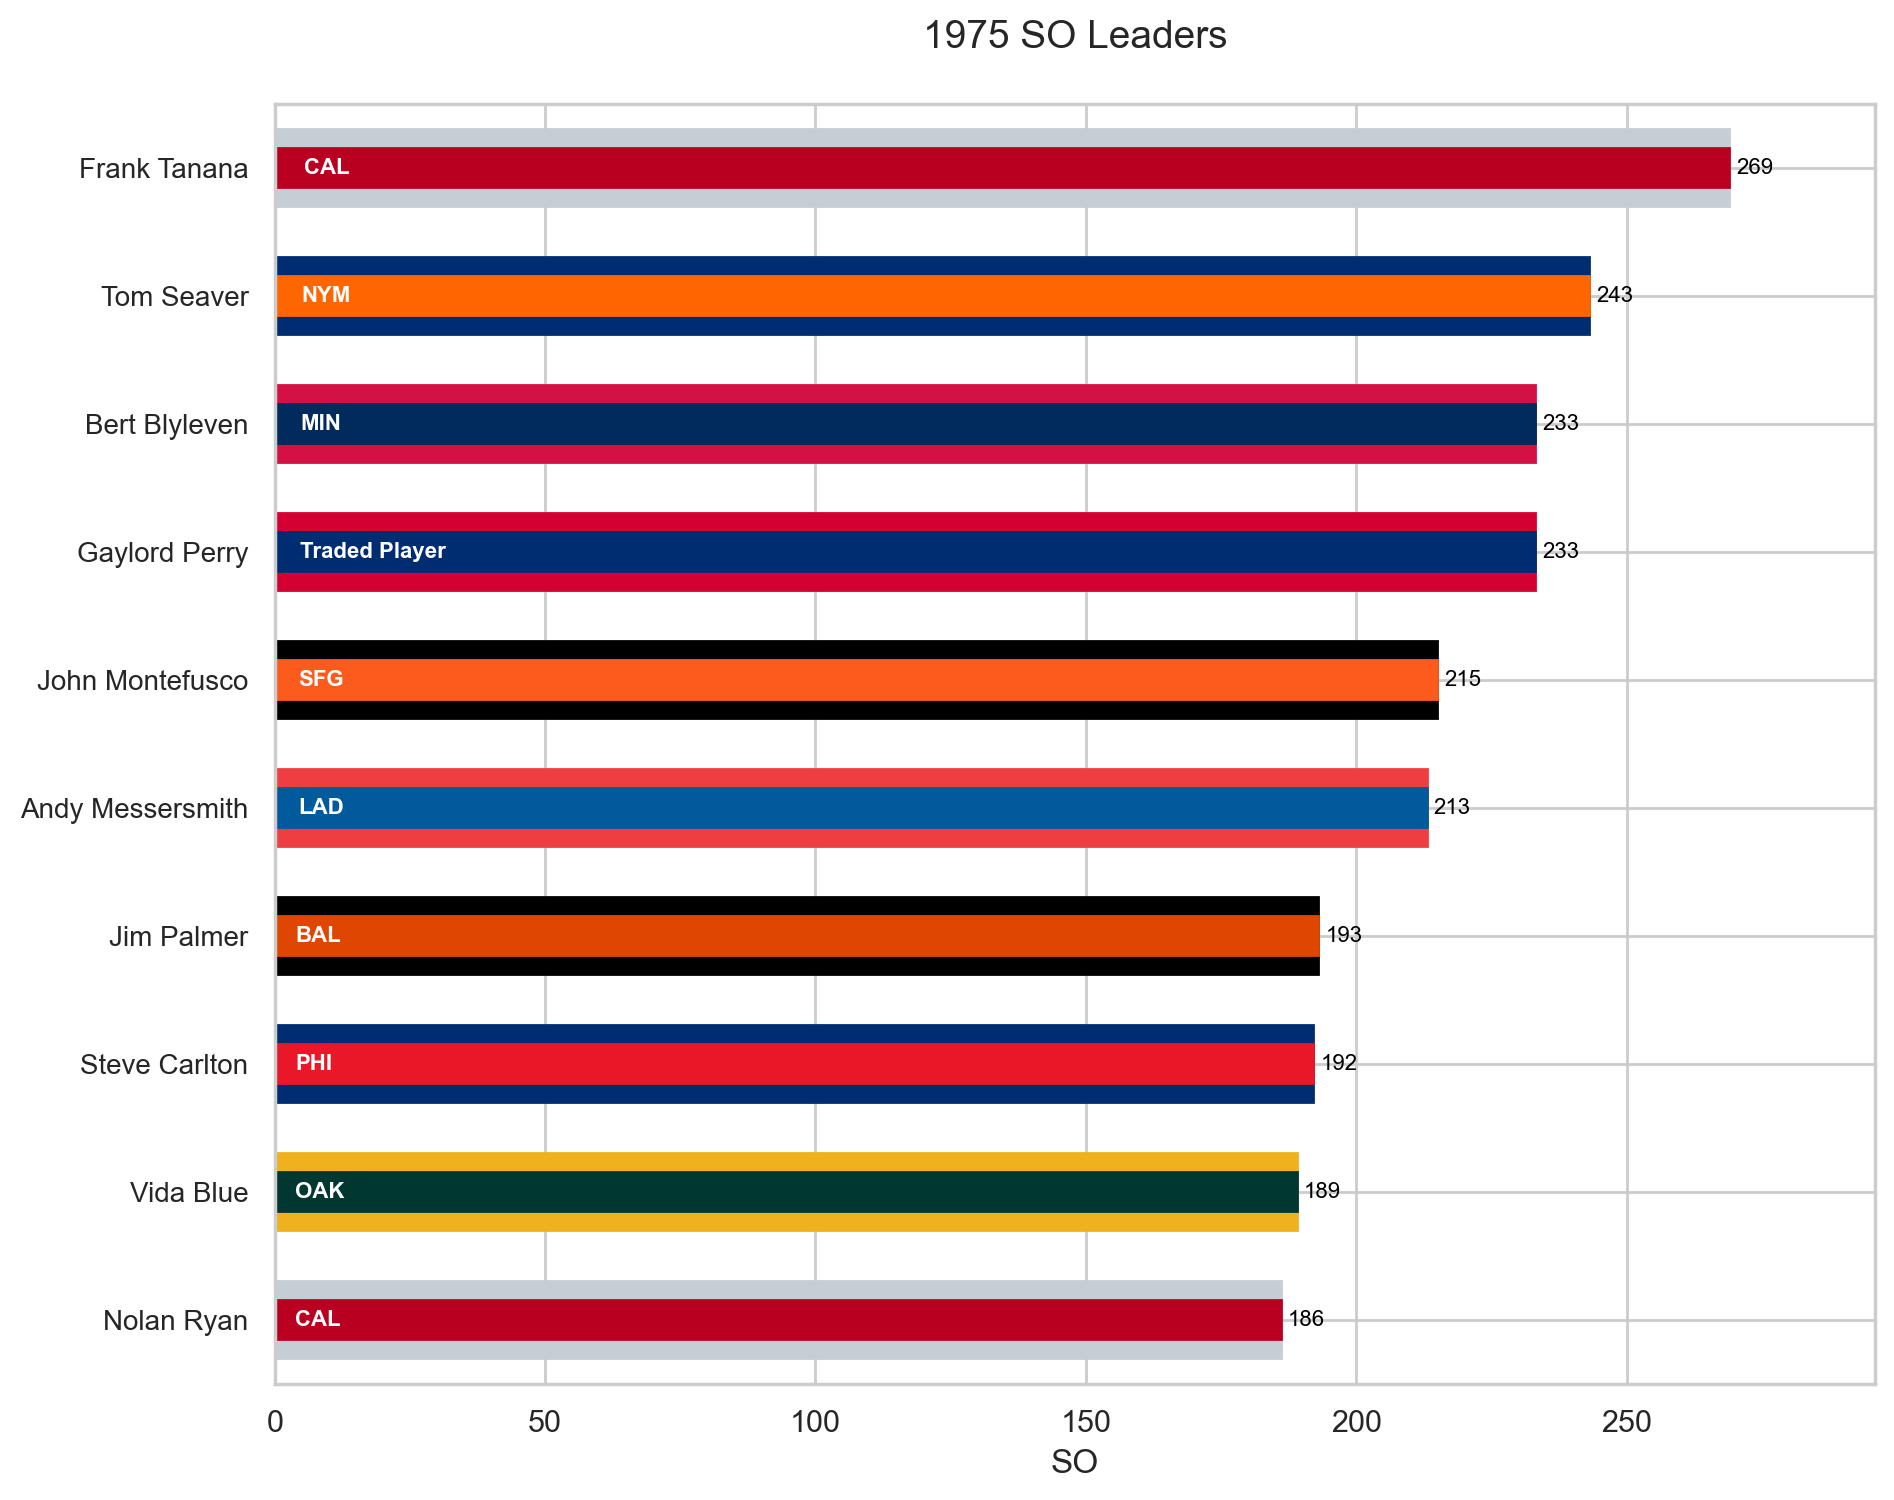 1975 SO Leaders
Frank Tanana CAL 269
Tom Seaver NYM 243
Bert Blyleven MIN 233
Gaylord Perry Traded Player 233
John Montefusco SFG 215
Andy Messersmith LAD 213
Jim Palmer BAL 193
Steve Carlton PHI 192
Vida Blue OAK 189
Nolan Ryan CAL 186
0 50 100 150 200 250
SO